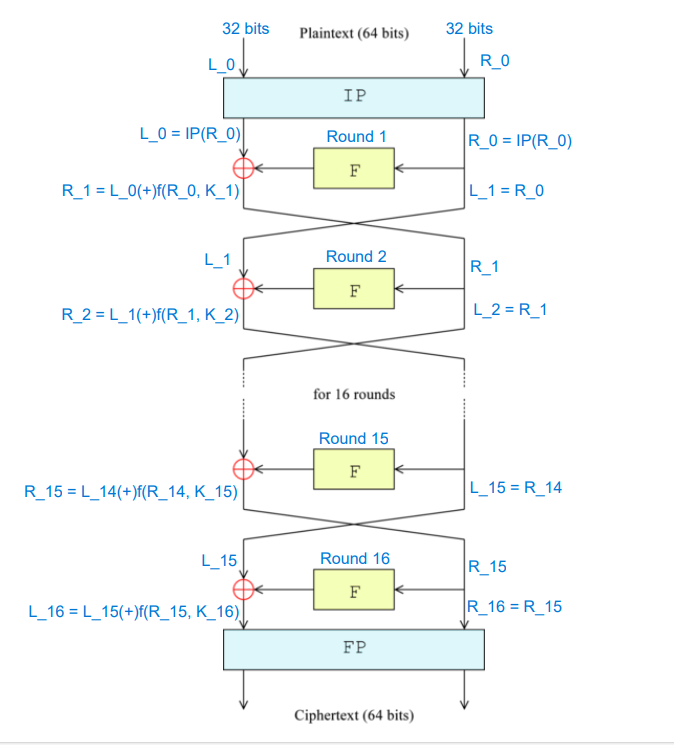 32 bits
Plaintext (64 bits)
32 bits
L_0
R_0
IP
L_0 = IP(R_0)
Round 1
R_0 = IP(R_0)
F
R_1 = L_0(+)f(R_0, K_1)
L_1 = R_0
L_1
Round 2
R_1
F
R_2 = L_1(+)f(R_1, K_2)
L_2 = R_1
for 16 rounds
Round 15
F
R_15 = L_14(+)f(R_14, K_15)
L_15 = R_14
L_15
Round 16
R_15
F
L_16 = L_15(+)f(R_15, K_16)
R_16 = R_15
FP
Ciphertext (64 bits)